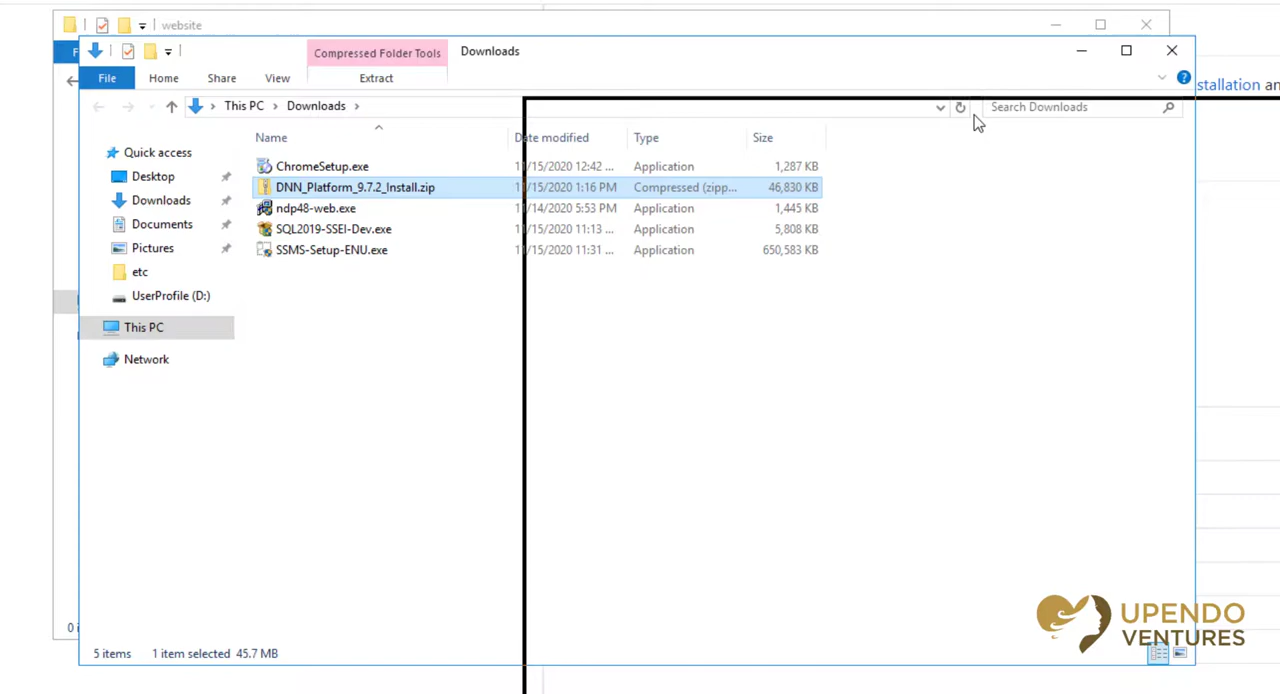 website
Compressed Folder Tools
Downloads
File
Home
Share
View
Extract
stallation an
This PC
Downloads
Search Downloads
Name
Date modified
Type
Size
Quick access
Desktop
Downloads
Documents
Pictures
etc
UserProfile (D:)
This PC
Network
ChromeSetup.exe 11/15/2020 12:42 ... Application 1,287 KB
DNN_Platform_9.7.2_Install.zip 11/15/2020 1:16 PM Compressed (zipp... 46,830 KB
ndp48-web.exe 11/14/2020 5:53 PM Application 1,445 KB
SQL2019-SSEI-Dev.exe 11/15/2020 11:13 ... Application 5,808 KB
SSMS-Setup-ENU.exe 11/15/2020 11:31 ... Application 650,583 KB
UPENDO
VENTURES
0 i
5 items 1 item selected 45.7 MB